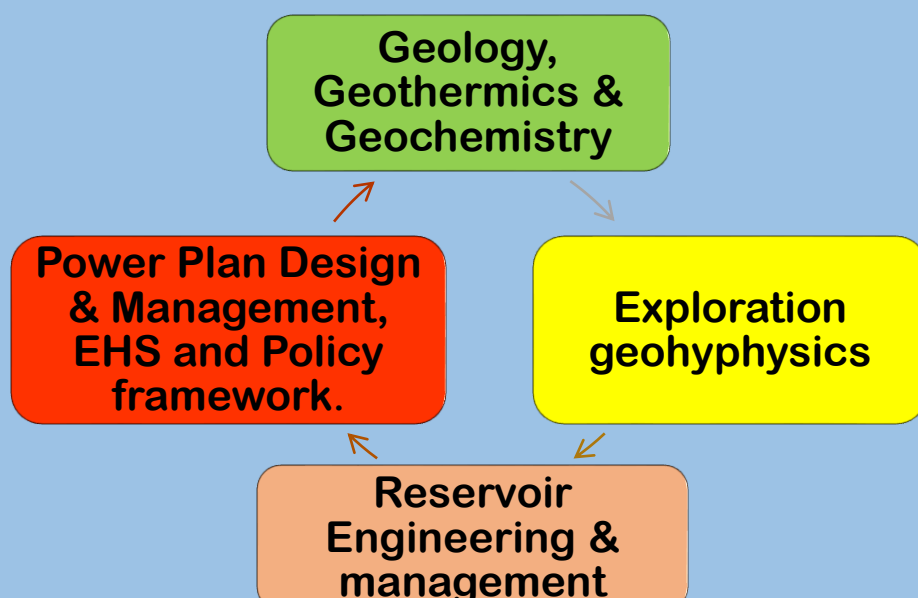 Geology,
Geothermics &
Geochemistry
Power Plan Design
& Management,
EHS and Policy
framework.
Exploration
geohyphysics
Reservoir
Engineering &
management